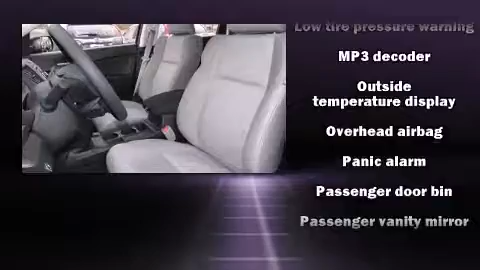 Low tire pressure warning
MP3 decoder
Outside
temperature display
Overhead airbag
Panic alarm
Passenger door bin
Passenger vanity mirror